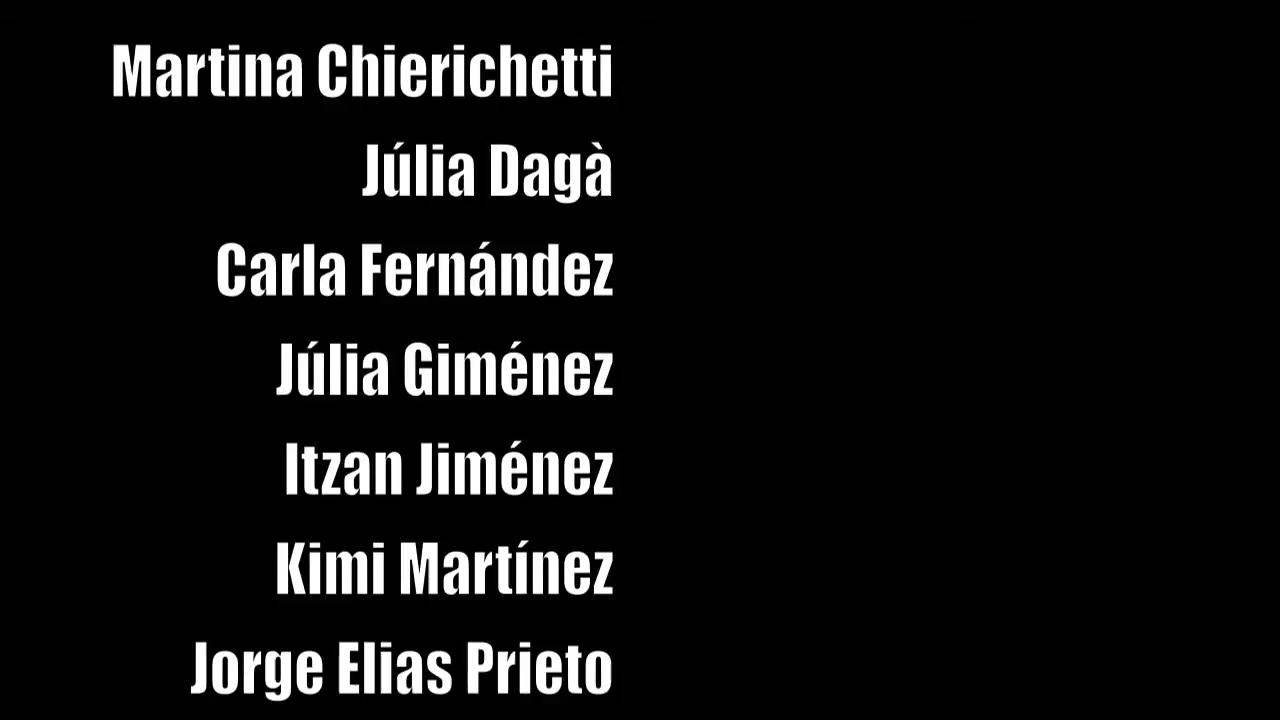 Martina Chierichetti
Júlia Dagà
Carla Fernández
Júlia Giménez
Itzan Jiménez
Kimi Martínez
Jorge Elias Prieto